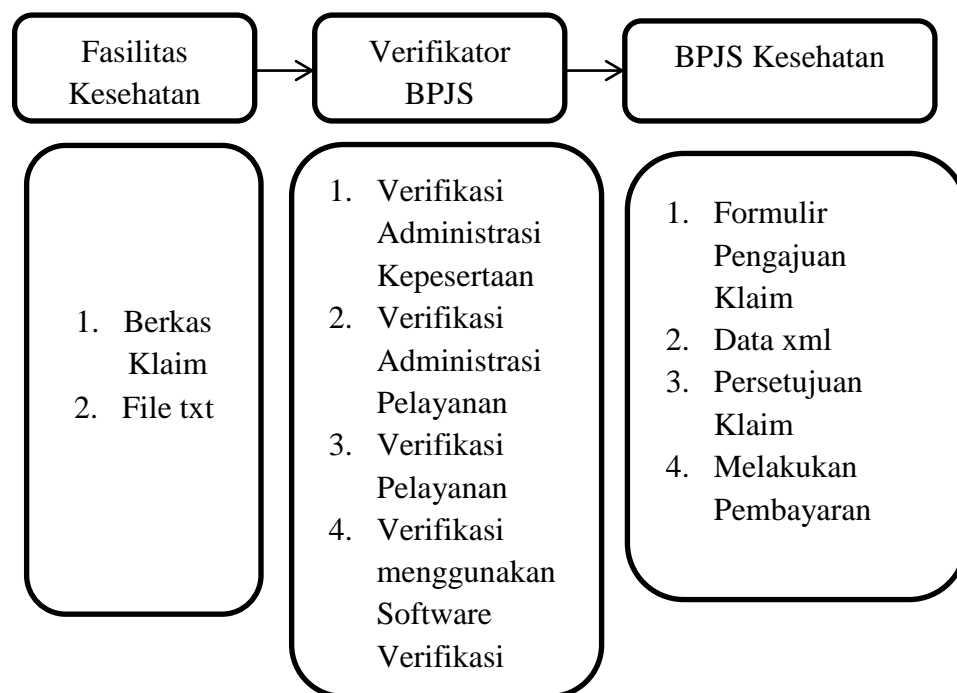 Fasilitas
Kesehatan
Verifikator
BPJS
BPJS Kesehatan
1. Berkas
Klaim
2. File txt
1. Verifikasi
Administrasi
Kepesertaan
2. Verifikasi
Administrasi
Pelayanan
3. Verifikasi
Pelayanan
4. Verifikasi
menggunakan
Software
Verifikasi
1. Formulir
Pengajuan
Klaim
2. Data xml
3. Persetujuan
Klaim
4. Melakukan
Pembayaran